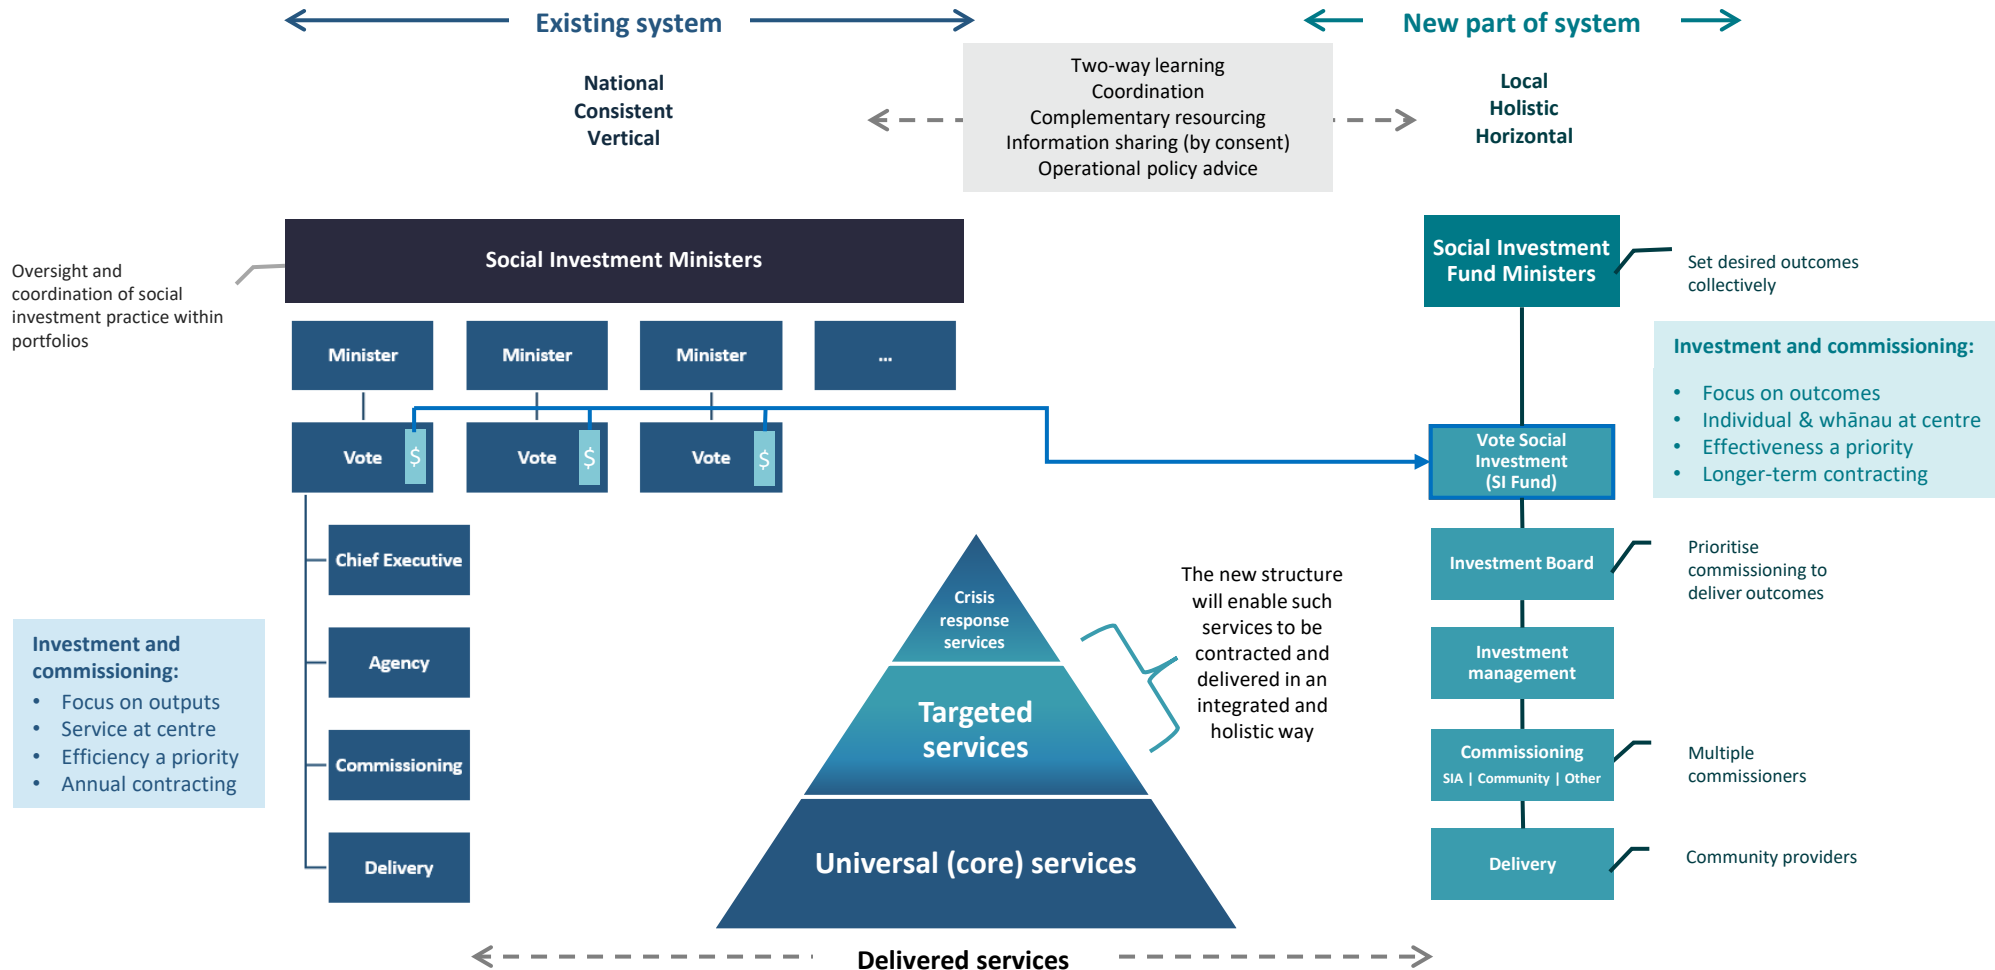 Existing system
New part of system
National
Consistent
Vertical
Two-way learning
Coordination
Complementary resourcing
Information sharing (by consent)
Operational policy advice
Local
Holistic
Horizontal
Oversight and
coordination of social
investment practice within
portfolios
Social Investment Ministers
Minister
Minister
Minister
...
Vote
$
Vote
$
Vote
$
Chief Executive
Agency
Commissioning
Delivery
Investment and
commissioning:
• Focus on outputs
• Service at centre
• Efficiency a priority
• Annual contracting
Crisis
response
services
Targeted
services
Universal (core) services
The new structure
will enable such
services to be
contracted and
delivered in an
integrated and
holistic way
Delivered services
Social Investment
Fund Ministers
Set desired outcomes
collectively
Investment and commissioning:
• Focus on outcomes
• Individual & whānau at centre
• Effectiveness a priority
• Longer-term contracting
Vote Social
Investment
(SI Fund)
Investment Board
Prioritise
commissioning to
deliver outcomes
Investment
management
Commissioning
SIA | Community | Other
Multiple
commissioners
Delivery
Community providers